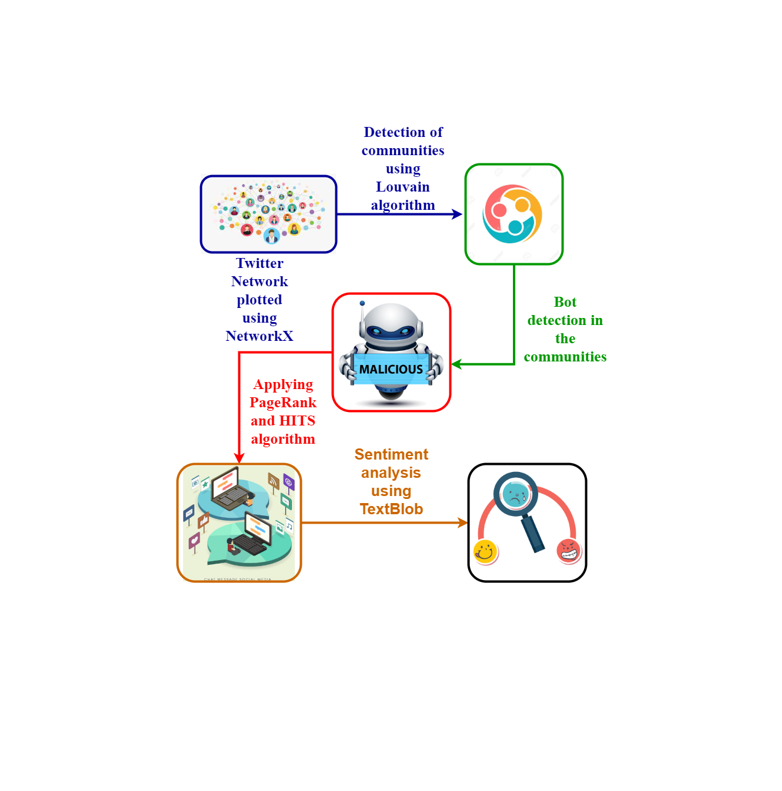 Detection of
communities
using
Louvain
algorithm
Twitter
Network
plotted
using
NetworkX
Bot
detection in
the
communities
MALICIOUS
Applying
PageRank
and HITS
algorithm
Sentiment
analysis
using
TextBlob